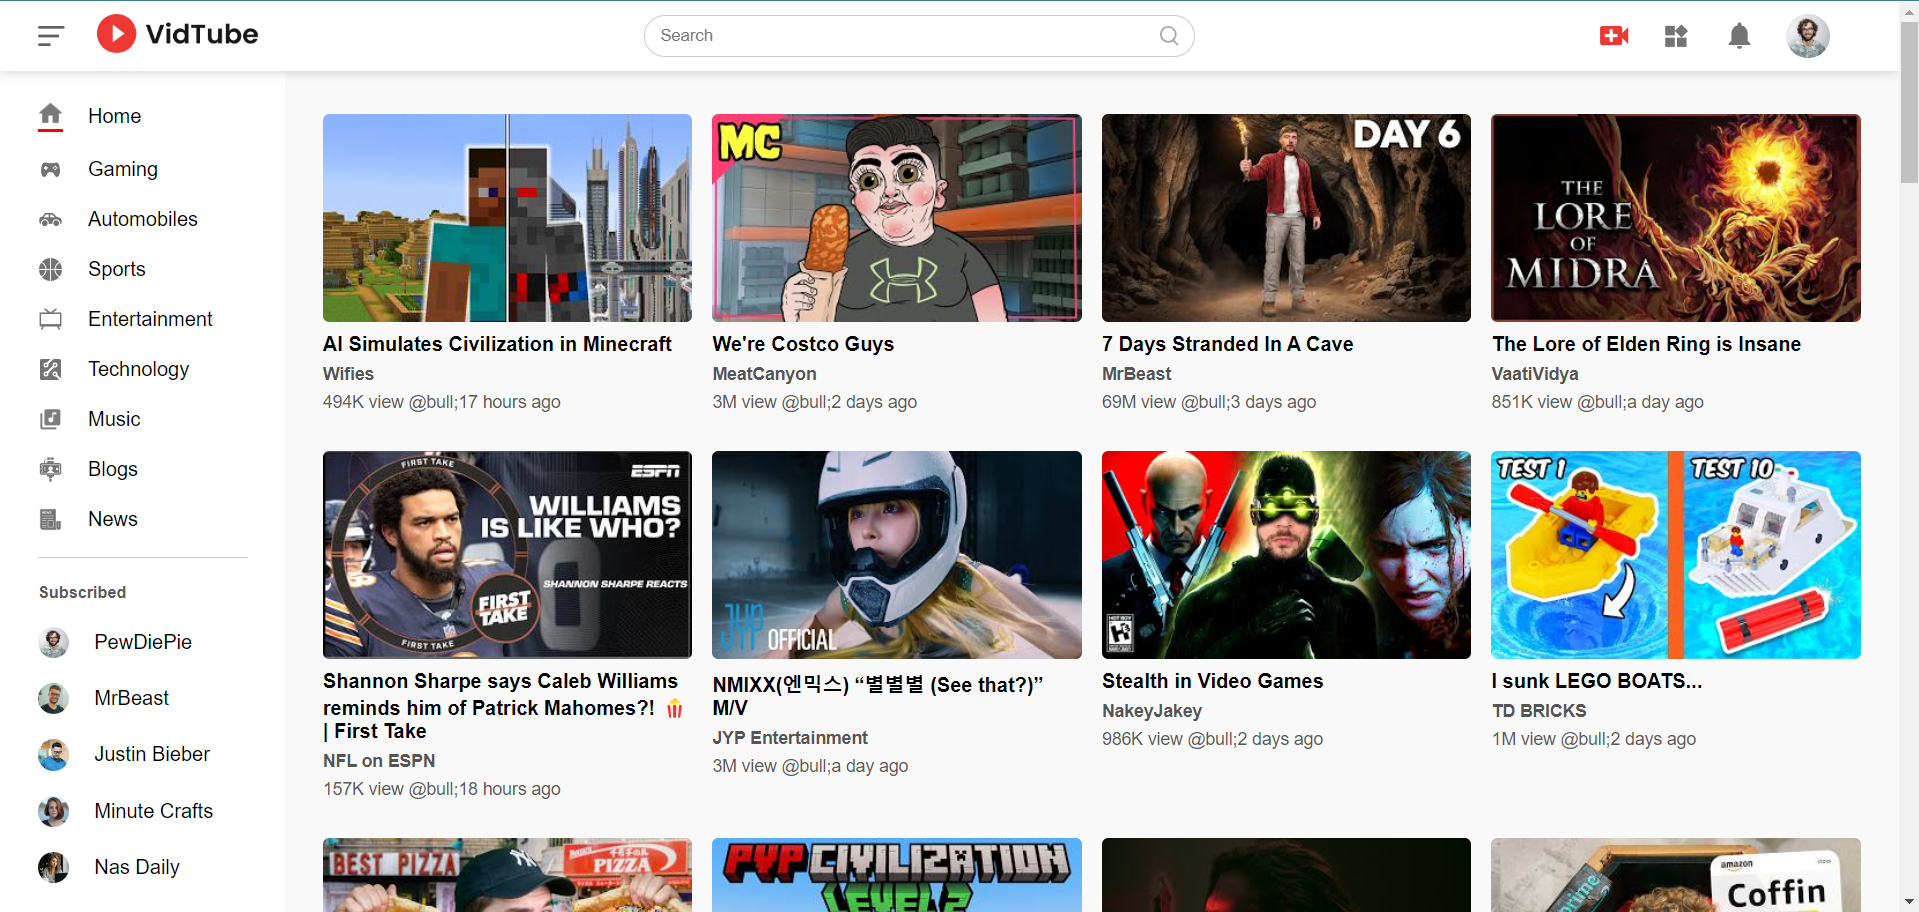 VidTube
Search
Home
Gaming
Automobiles
Sports
Entertainment
Technology
Music
Blogs
News
Subscribed
PewDiePie
MrBeast
Justin Bieber
Minute Crafts
Nas Daily
MC
DAY 6
THE
LORE
OF
MIDRA
AI Simulates Civilization in Minecraft
Wifies
494K view @bull;17 hours ago
We're Costco Guys
MeatCanyon
3M view @bull;2 days ago
7 Days Stranded In A Cave
MrBeast
69M view @bull;3 days ago
The Lore of Elden Ring is Insane
VaatiVidya
851K view @bull;a day ago
FIRST TAKE
ESPN
WILLIAMS
IS LIKE WHO?
SHANNON SHARPE REACTS
FIRST
TAKE
FIRST TAKE
JYP OFFICIAL
H
TEST 1
TEST 10
Shannon Sharpe says Caleb Williams
reminds him of Patrick Mahomes?! 🍿
| First Take
NFL on ESPN
157K view @bull;18 hours ago
NMIXX(엔믹스) “별별별 (See that?)”
M/V
JYP Entertainment
3M view @bull;a day ago
Stealth in Video Games
NakeyJakey
986K view @bull;2 days ago
I sunk LEGO BOATS...
TD BRICKS
1M view @bull;2 days ago
BEST PIZZA
PIZZA
PVP CIVILIZATION
LEVEL 2
prime
amazon
Coffin